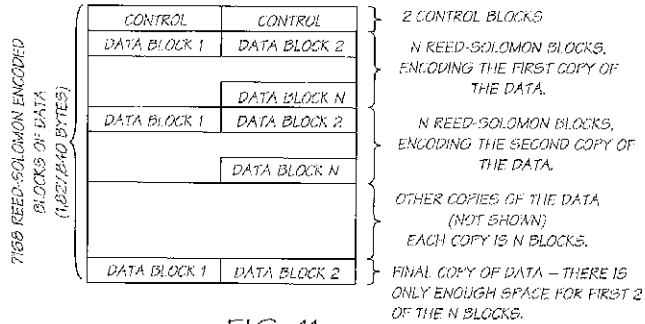 CONTROL CONTROL
2 CONTROL BLOCKS
DATA BLOCK 1 DATA BLOCK 2
N REED-SOLOMON BLOCKS,
ENCODING THE FIRST COPY OF
THE DATA.
DATA BLOCK N
DATA BLOCK 1 DATA BLOCK 2
N REED-SOLOMON BLOCKS,
ENCODING THE SECOND COPY OF
THE DATA.
DATA BLOCK N
7168 REED-SOLOMON ENCODED
BLOCKS OF DATA
(1,827,840 BYTES)
OTHER COPIES OF THE DATA
(NOT SHOWN)
EACH COPY IS N BLOCKS.
DATA BLOCK 1 DATA BLOCK 2
FINAL COPY OF DATA – THERE IS
ONLY ENOUGH SPACE FOR FIRST 2
OF THE N BLOCKS.